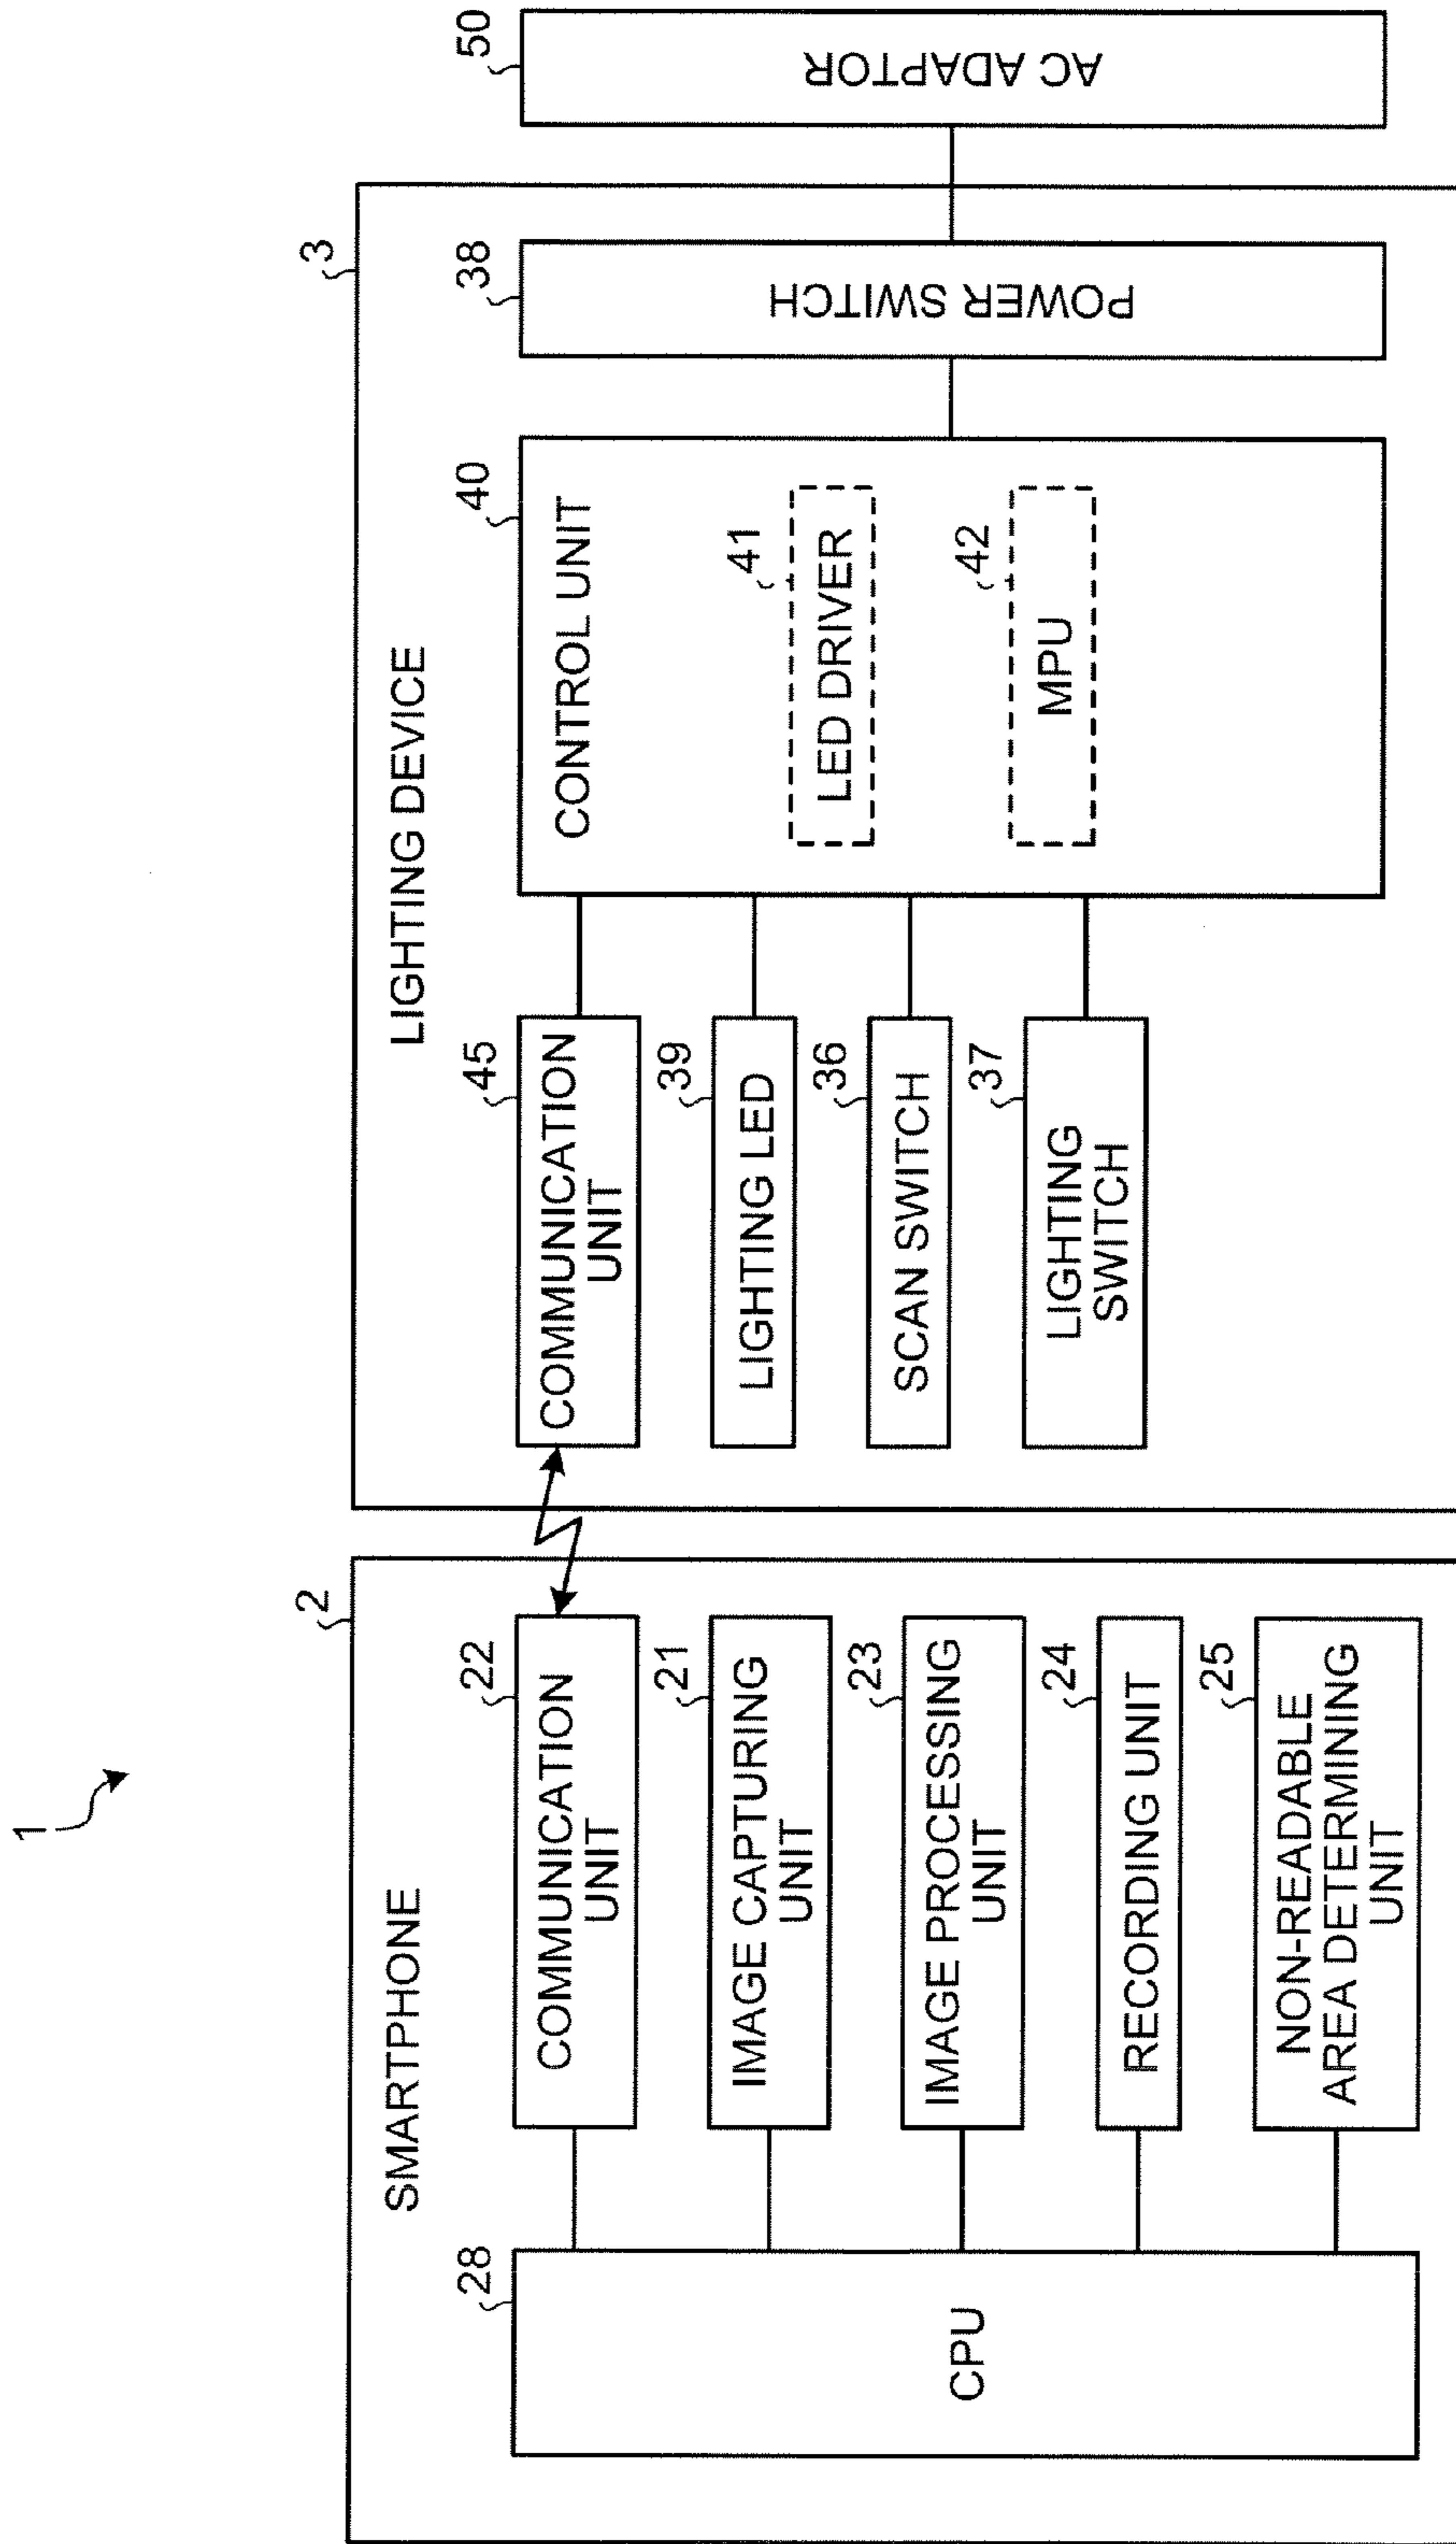 1
SMARTPHONE
2
28
CPU
22
COMMUNICATION
UNIT
21
IMAGE CAPTURING
UNIT
23
IMAGE PROCESSING
UNIT
24
RECORDING UNIT
25
NON-READABLE
AREA DETERMINING
UNIT
LIGHTING DEVICE
3
45
COMMUNICATION
UNIT
39
LIGHTING LED
36
SCAN SWITCH
37
LIGHTING
SWITCH
40
CONTROL UNIT
41
LED DRIVER
42
MPU
38
POWER SWITCH
50
AC ADAPTOR